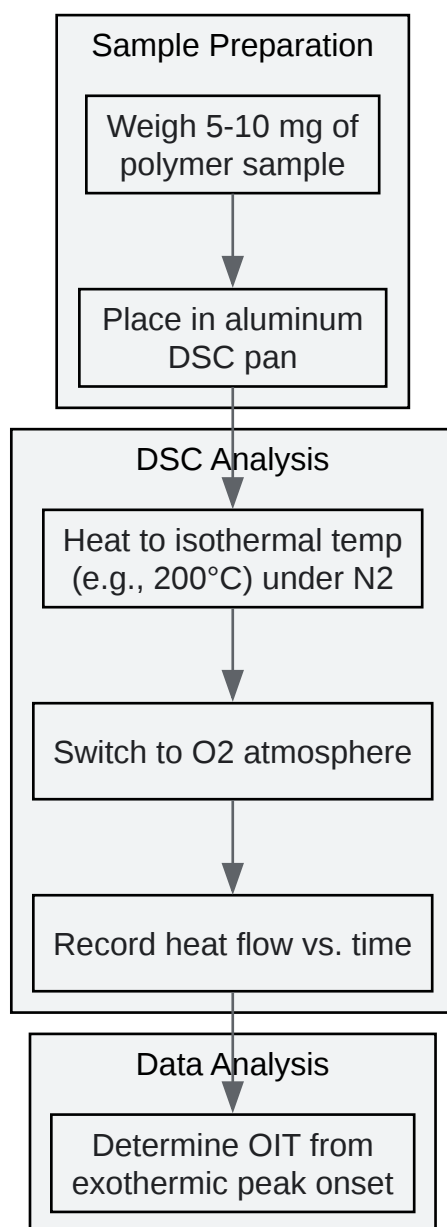 Sample Preparation
Weigh 5-10 mg of
polymer sample
Place in aluminum
DSC pan
DSC Analysis
Heat to isothermal temp
(e.g., 200°C) under N2
Switch to O2 atmosphere
Record heat flow vs. time
Data Analysis
Determine OIT from
exothermic peak onset